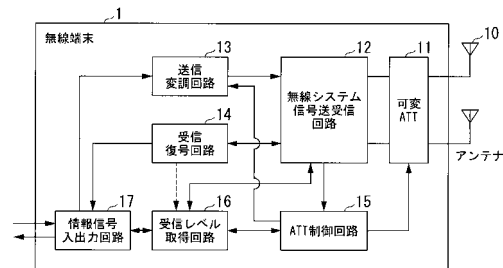 1
無線端末
10
11
12
13
送信
変調回路
無線システム
信号送受信
回路
可変
ATT
14
受信
復号回路
アンテナ
15
16
17
情報信号
入出力回路
受信レベル
取得回路
ATT制御回路